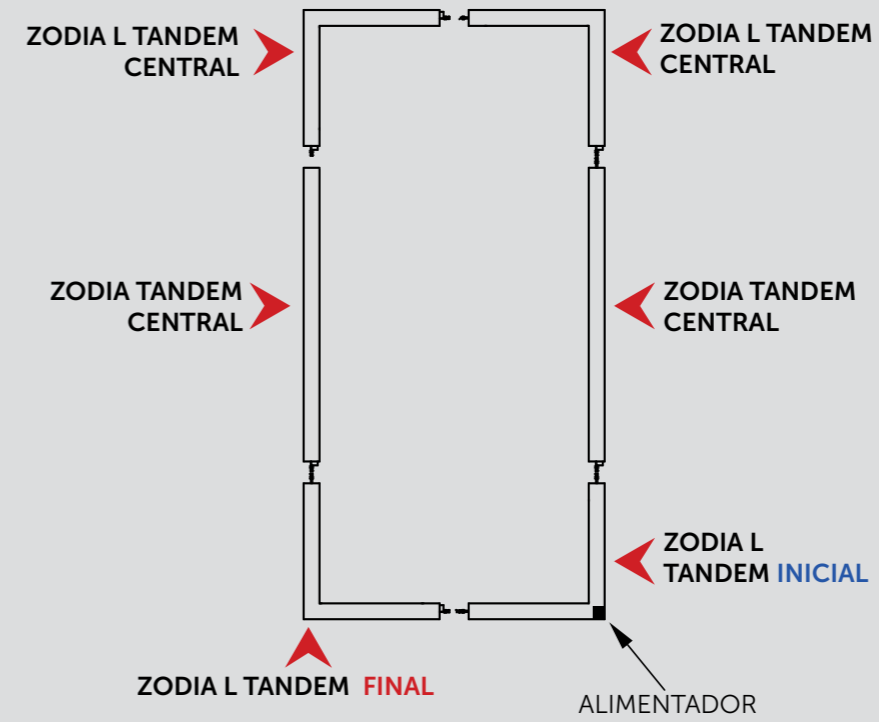 ZODIA L TANDEM
CENTRAL
ZODIA L TANDEM
CENTRAL
ZODIA TANDEM
CENTRAL
ZODIA TANDEM
CENTRAL
ZODIA L
TANDEM INICIAL
ZODIA L TANDEM FINAL
ALIMENTADOR